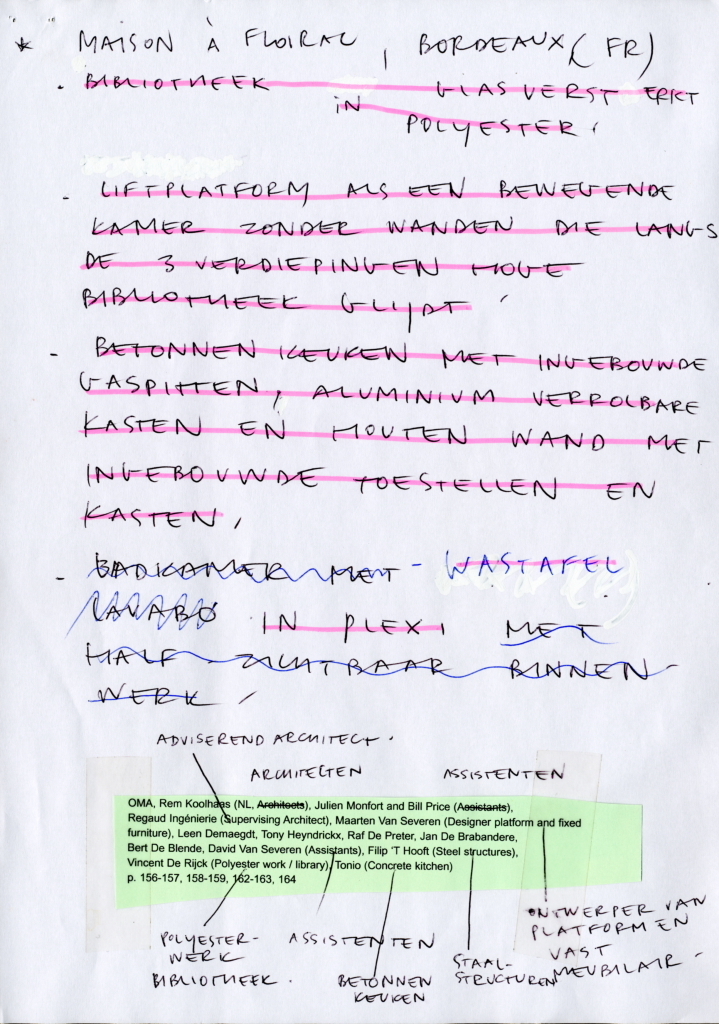 * MAISON À FLOIRAC, BORDEAUX (FR)
- BIBLIOTHEEK IN GLASVERSTERKT
POLYESTER.
- LIFTPLATFORM ALS EEN BEWEGENDE
KAMER ZONDER WANDEN DIE LANGS
DE 3 VERDIEPINGEN HOGE
BIBLIOTHEEK GLIJDT.
- BETONNEN KEUKEN MET INGEBOUWDE
GASPITTEN, ALUMINIUM VERROLBARE
KASTEN EN HOUTEN WAND MET
INGEBOUWDE TOESTELLEN EN
KASTEN.
- BADKAMER MET - WASTAFEL
LAVABO IN PLEXI MET
HALF ZICHTBAAR BINNEN-
WERK.
ADVISEREND ARCHITECT.
ARCHITECTEN ASSISTENTEN
OMA, Rem Koolhaas (NL, Architects), Julien Monfort and Bill Price (Assistants),
Regaud Ingénierie (Supervising Architect), Maarten Van Severen (Designer platform and fixed
furniture), Leen Demaegdt, Tony Heyndrickx, Raf De Preter, Jan De Brabandere,
Bert De Blende, David Van Severen (Assistants), Filip 'T Hooft (Steel structures),
Vincent De Rijck (Polyester work / library), Tonio (Concrete kitchen)
p. 156-157, 158-159, 162-163, 164
POLYESTER-
WERK
BIBLIOTHEEK.
ASSISTENTEN
BETONNEN
KEUKEN
STAAL-
STRUCTUREN
ONTWERPER VAN
PLATFORM EN
VAST
MEUBILAIR -